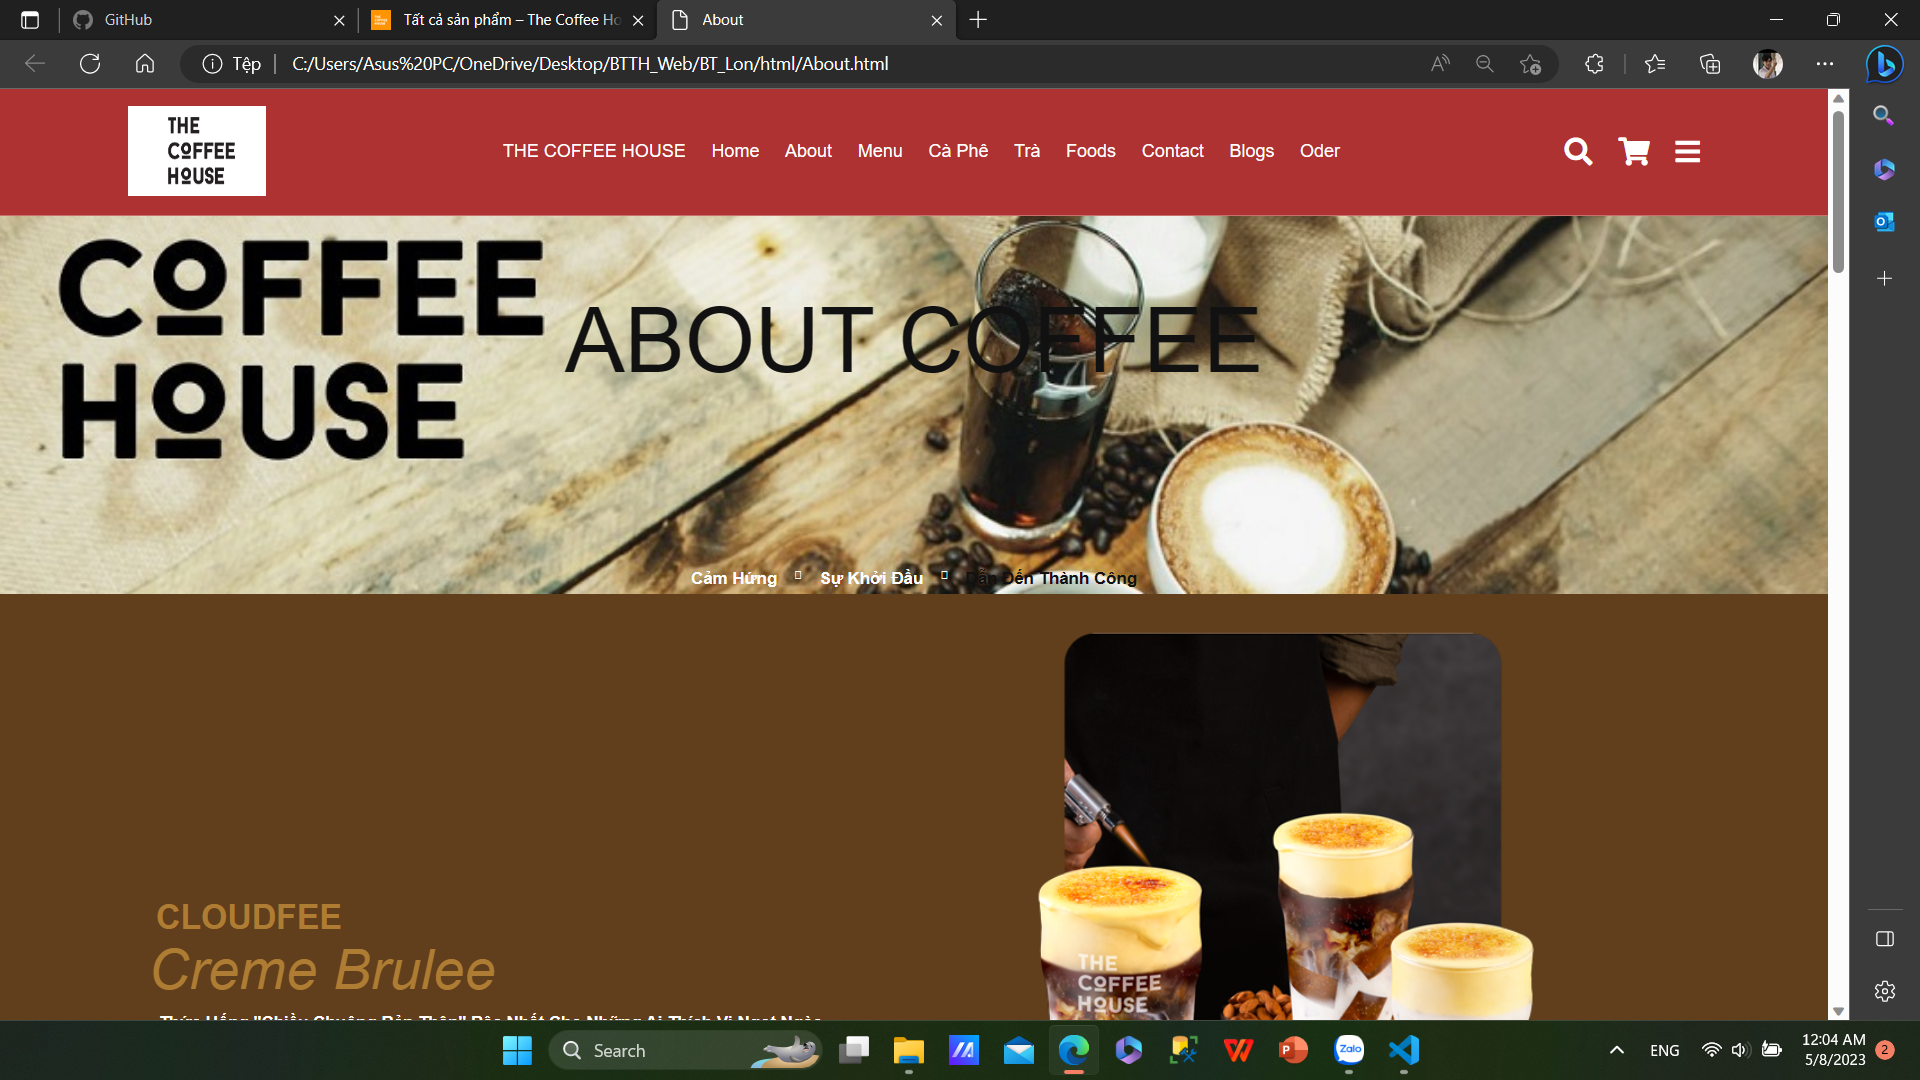 GitHub
Tất cả sản phẩm – The Coffee Ho
About
Tệp
C:/Users/Asus%20PC/OneDrive/Desktop/BTTH_Web/BT_Lon/html/About.html
THE
COFFEE
HOUSE
THE COFFEE HOUSE Home About Menu Cà Phê Trà Foods Contact Blogs Oder
COFFEE
HOUSE
ABOUT COFFEE
Cảm Hứng Sự Khởi Đầu Dẫn Đến Thành Công
CLOUDFEE
Creme Brulee
THE
COFFEE
HOUSE
Search
Zalo
ENG
12:04 AM
5/8/2023
2